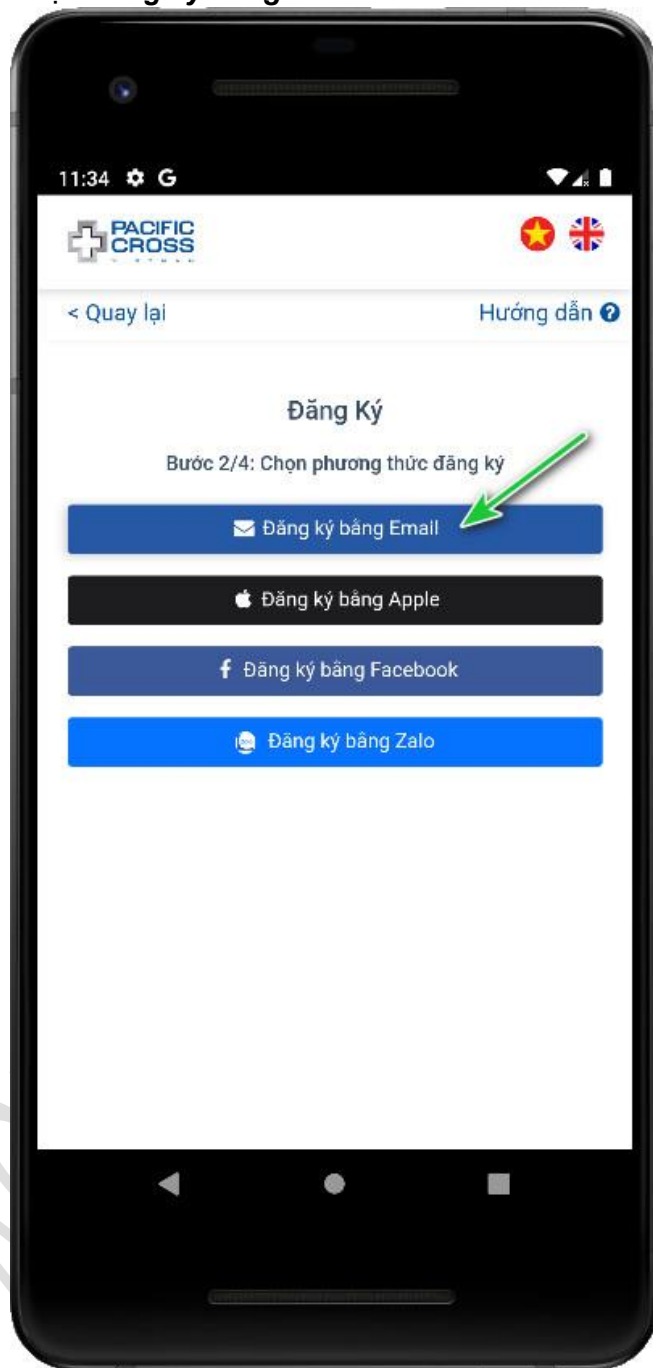 11:34 G
PACIFIC
CROSS
< Quay lại
Hướng dẫn
Đăng Ký
Bước 2/4: Chọn phương thức đăng ký
Đăng ký bằng Email
Đăng ký bằng Apple
Đăng ký bằng Facebook
Đăng ký bằng Zalo